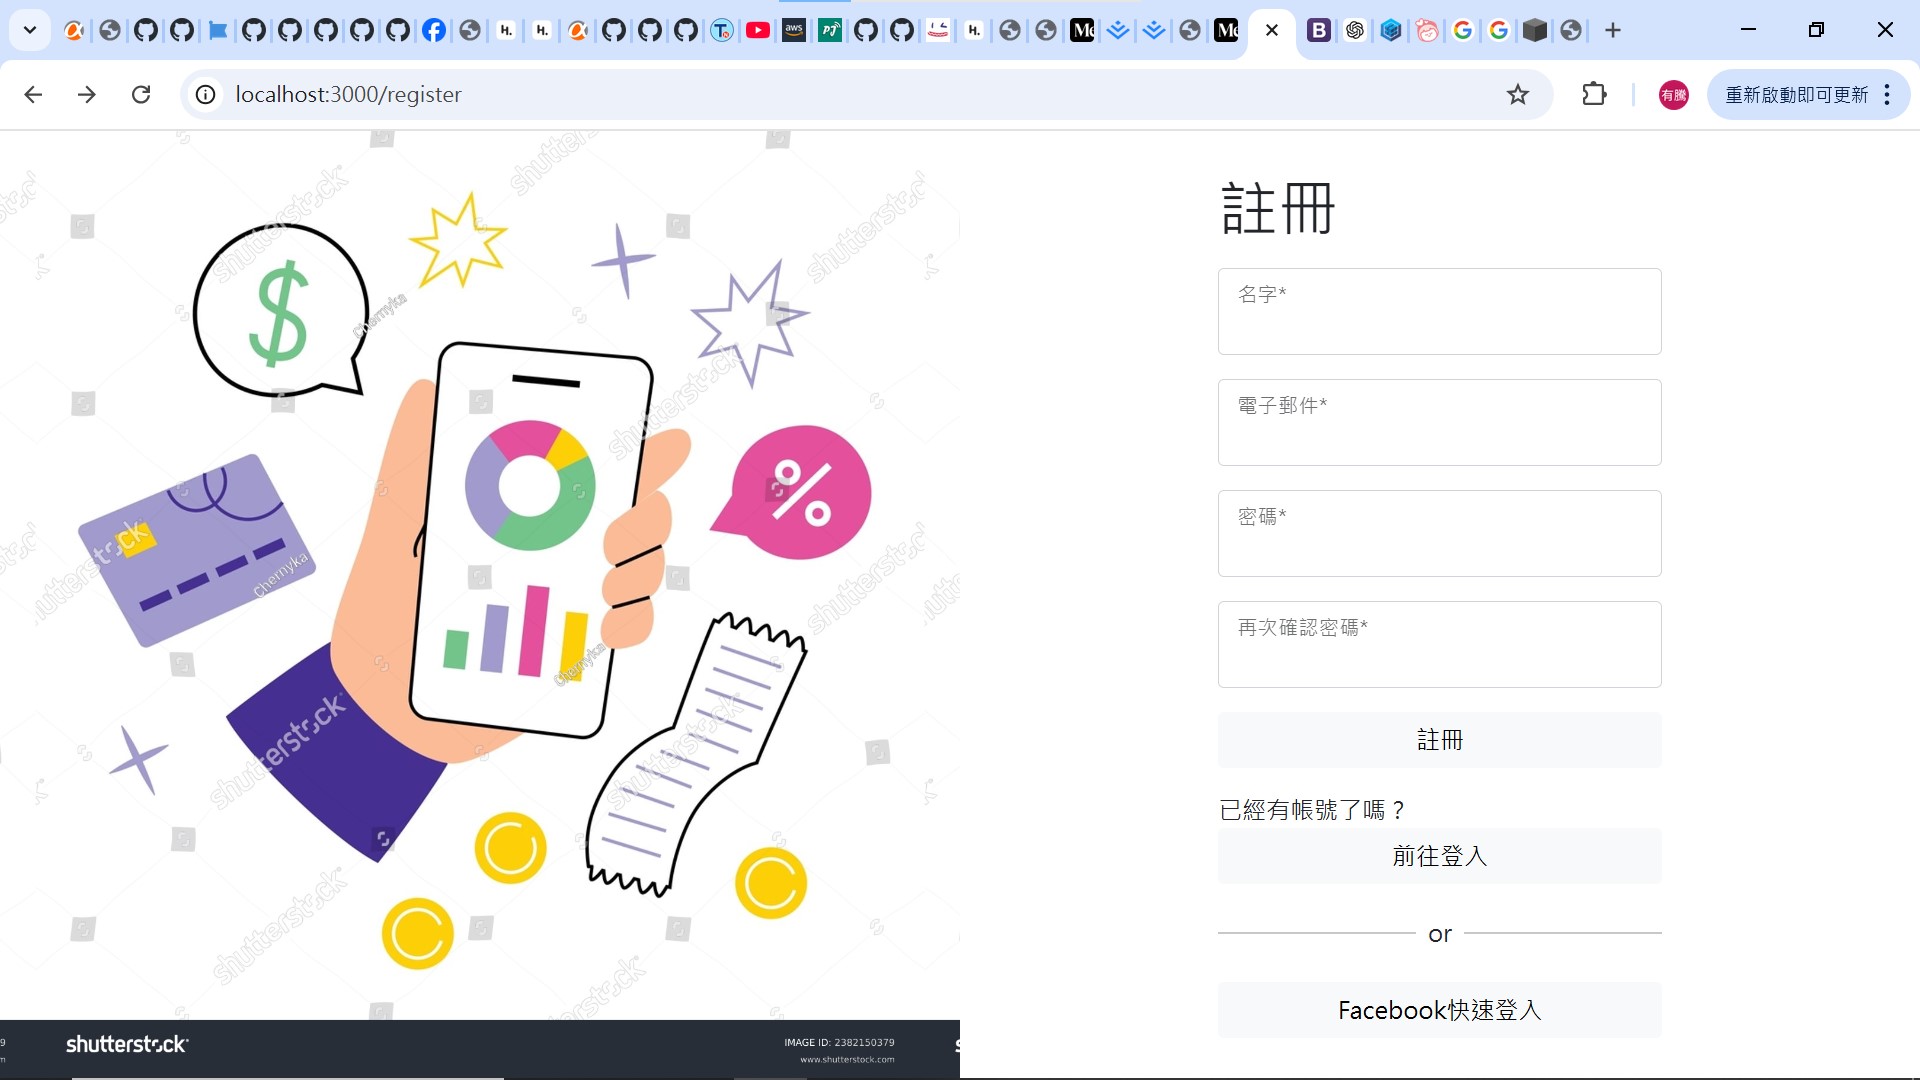 localhost:3000/register
有騰
重新啟動即可更新
shutterstock
Chernyka
shutterstock
IMAGE ID: 2382150379
www.shutterstock.com
註冊
名字*
電子郵件*
密碼*
再次確認密碼*
註冊
已經有帳號了嗎？
前往登入
or
Facebook快速登入